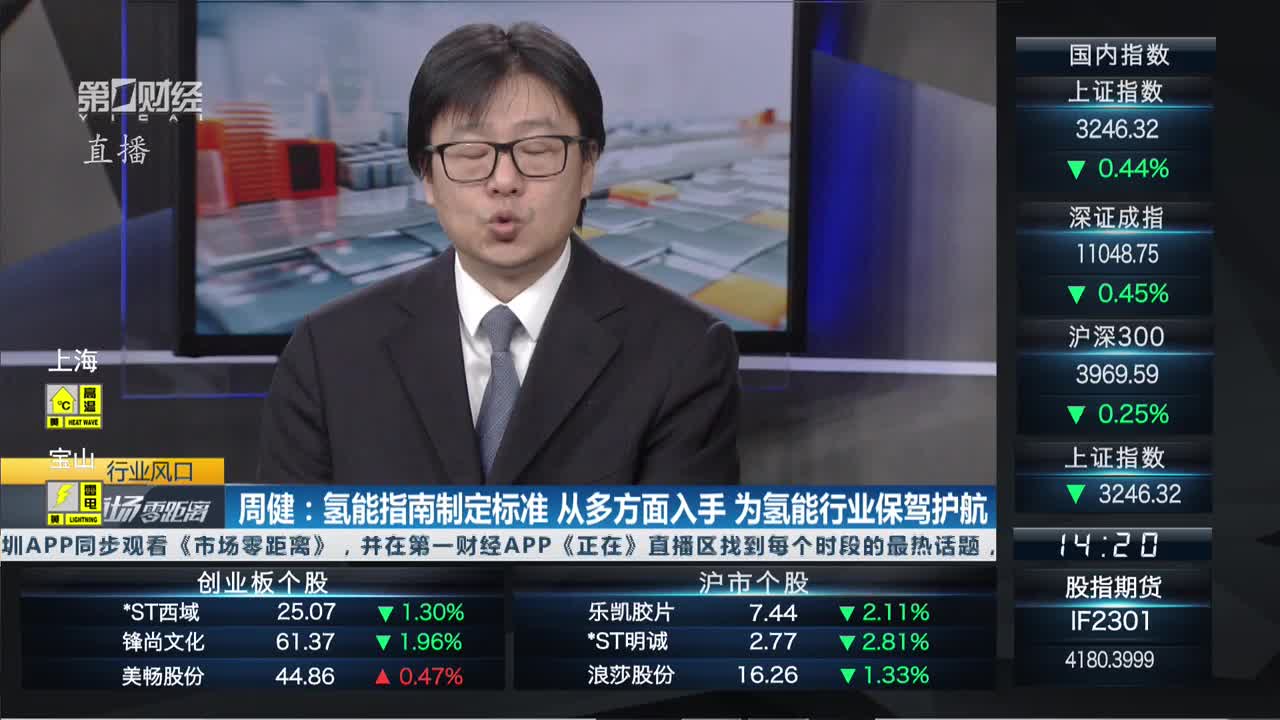 第一财经
YICAI
直播
上海
℃
高温
黄 HEAT WAVE
宝山
雷电
黄 LIGHTNING
行业风口
市场零距离
周健：氢能指南制定标准 从多方面入手 为氢能行业保驾护航
圳APP同步观看《市场零距离》，并在第一财经APP《正在》直播区找到每个时段的最热话题，
创业板个股
*ST西域 25.07 ▼ 1.30%
锋尚文化 61.37 ▼ 1.96%
美畅股份 44.86 ▲ 0.47%
沪市个股
乐凯胶片 7.44 ▼ 2.11%
*ST明诚 2.77 ▼ 2.81%
浪莎股份 16.26 ▼ 1.33%
国内指数
上证指数
3246.32
▼ 0.44%
深证成指
11048.75
▼ 0.45%
沪深300
3969.59
▼ 0.25%
上证指数
▼ 3246.32
14:20
股指期货
IF2301
4180.3999